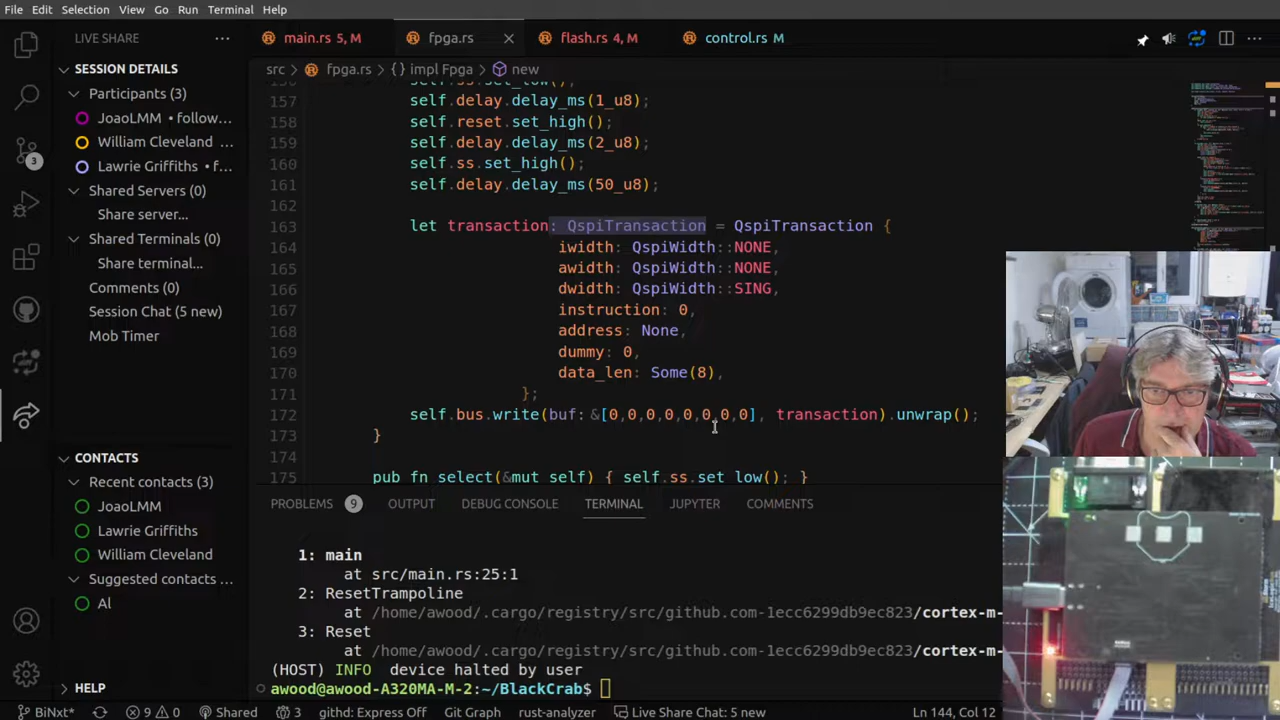 File Edit Selection View Go Run Terminal Help
LIVE SHARE ···
SESSION DETAILS
Participants (3)
JoaoLMM • follow...
William Cleveland ...
Lawrie Griffiths • f...
Shared Servers (0)
Share server...
Shared Terminals (0)
Share terminal...
Comments (0)
Session Chat (5 new)
Mob Timer
CONTACTS
Recent contacts (3)
JoaoLMM
Lawrie Griffiths
William Cleveland
Suggested contacts
Al
HELP
3
main.rs 5, M fpga.rs flash.rs 4, M control.rs M
src > fpga.rs > {} impl Fpga > new
157 self.delay.delay_ms(1_u8);
158 self.reset.set_high();
159 self.delay.delay_ms(2_u8);
160 self.ss.set_high();
161 self.delay.delay_ms(50_u8);
162
163 let transaction: QspiTransaction = QspiTransaction {
164 iwidth: QspiWidth::NONE,
165 awidth: QspiWidth::NONE,
166 dwidth: QspiWidth::SING,
167 instruction: 0,
168 address: None,
169 dummy: 0,
170 data_len: Some(8),
171 };
172 self.bus.write(buf: &[0,0,0,0,0,0,0,0], transaction).unwrap();
173 }
174
175 pub fn select(&mut self) { self.ss.set_low(); }
PROBLEMS 9 OUTPUT DEBUG CONSOLE TERMINAL JUPYTER COMMENTS
1: main
at src/main.rs:25:1
2: ResetTrampoline
at /home/awood/.cargo/registry/src/github.com-1ecc6299db9ec823/cortex-m-
3: Reset
at /home/awood/.cargo/registry/src/github.com-1ecc6299db9ec823/cortex-m-
(HOST) INFO device halted by user
awood@awood-A320MA-M-2:~/BlackCrab$
BiNxt* 9 0 Shared 3 githd: Express Off Git Graph rust-analyzer Live Share Chat: 5 new Ln 144, Col 12